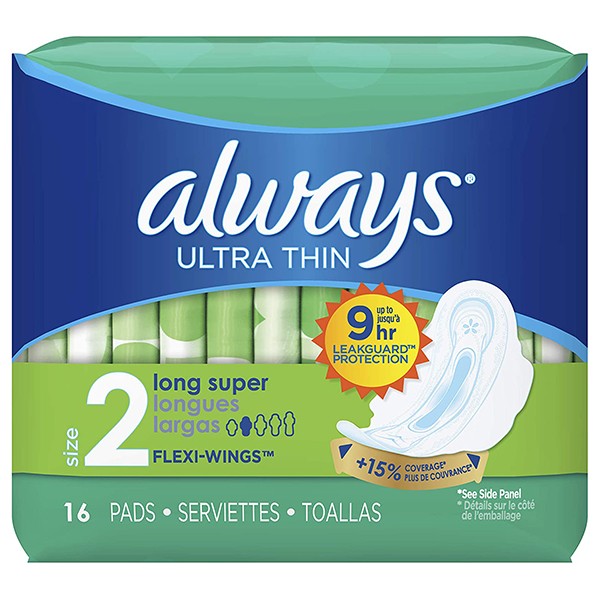 always®
ULTRA THIN
up to
jusqu'à
9 hr
LEAKGUARD™
PROTECTION
size 2
long super
longues
largas
FLEXI-WINGS™
+15% COVERAGE*
PLUS DE COUVRANCE*
*See Side Panel
* Détails sur le côté
de l'emballage
16 PADS • SERVIETTES • TOALLAS